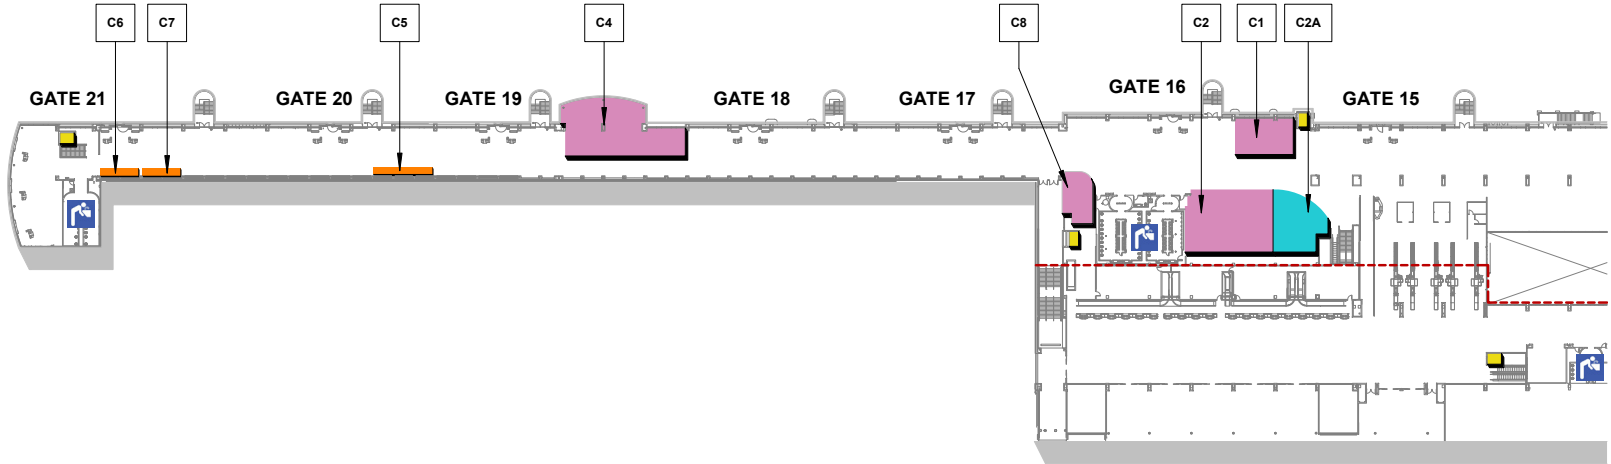 C6
C7
C5
C4
C8
C2
C1
C2A
GATE 21
GATE 20
GATE 19
GATE 18
GATE 17
GATE 16
GATE 15